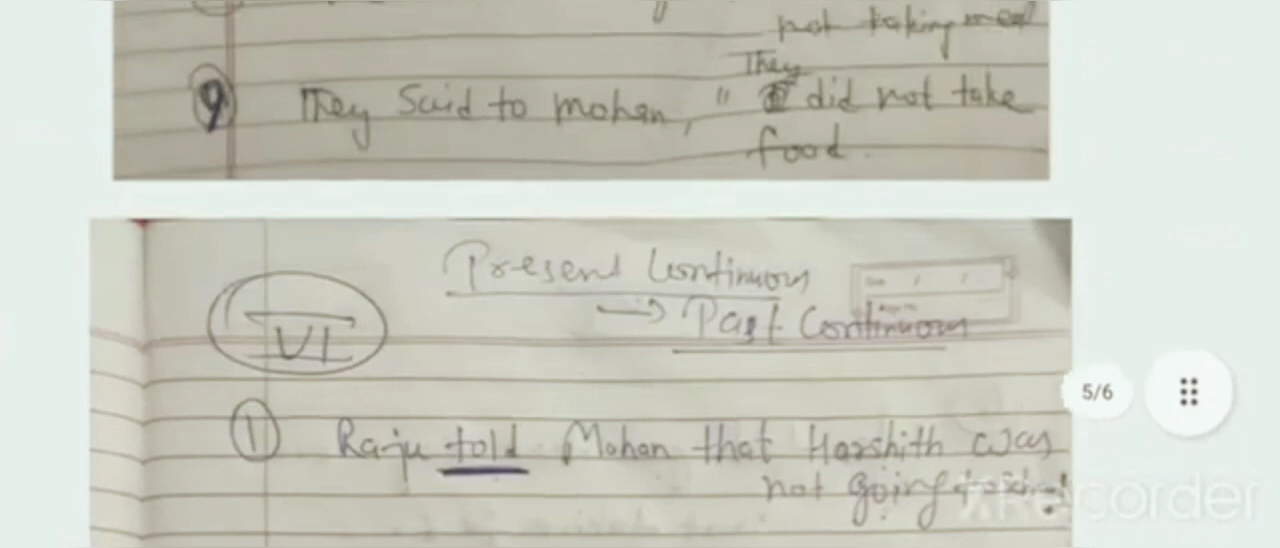 not taking meal
They
9 They Said to mohan, " did not take
food.
Present Continuous
→ Past Continuous
VI
5/6
1 Raju told Mohan that Harshith was
not going
Recorder